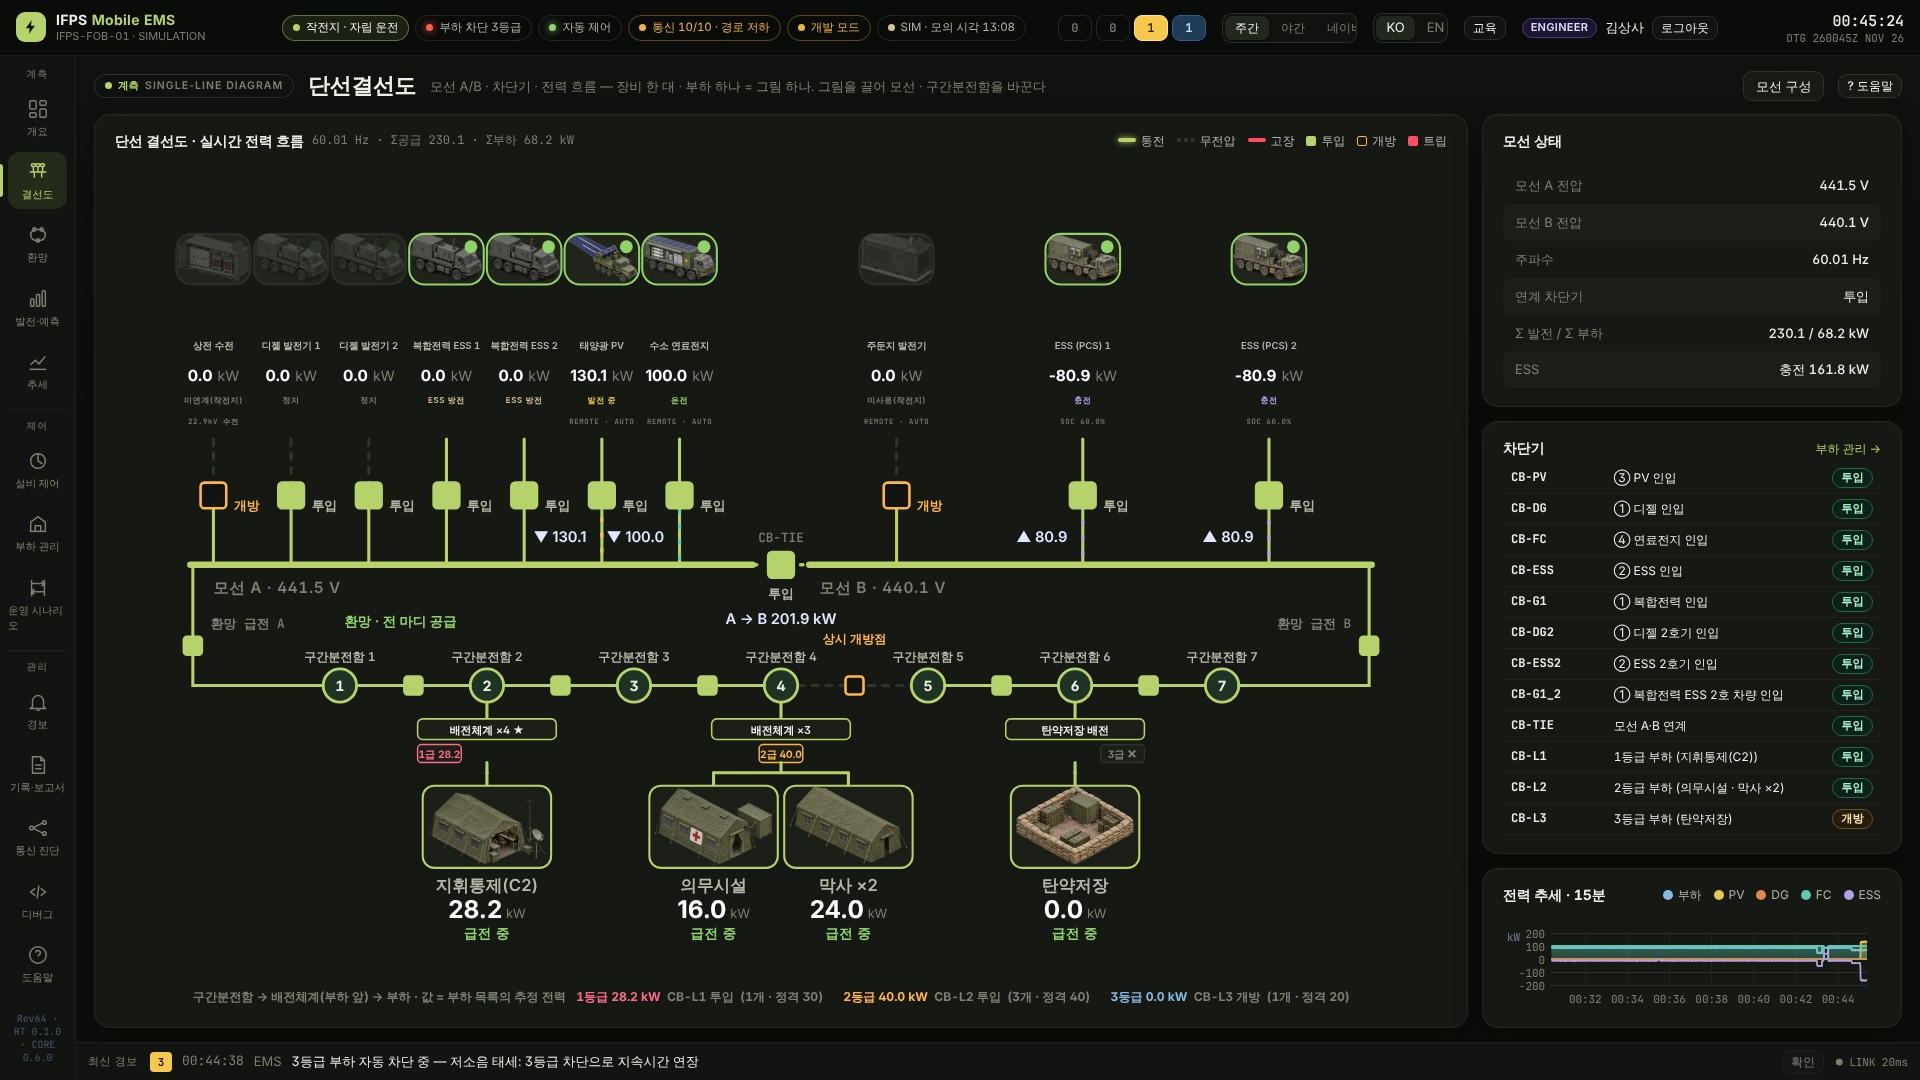 IFPS Mobile EMS
IFPS-FOB-01 · SIMULATION
작전지 · 자립 운전
부하 차단 3등급
자동 제어
통신 10/10 · 경로 저하
개발 모드
SIM · 모의 시각 13:08
0 0 1 1
주간 야간
KO EN
교육
ENGINEER 김상사 로그아웃
00:45:24
DTG 260045Z NOV 26
계측
개요
결선도
환망
발전·예측
추세
제어
설비 제어
부하 관리
운영 시나리오
관리
경보
기록·보고서
통신 진단
디버그
도움말
Rev64 · RT 0.1.0 · CORE 0.6.0
계측 SINGLE-LINE DIAGRAM
단선결선도
모선 A/B · 차단기 · 전력 흐름 — 장비 한 대 · 부하 하나 = 그림 하나. 그림을 끌어 모선 · 구간분전함을 바꾼다
모선 구성
? 도움말
단선 결선도 · 실시간 전력 흐름 60.01 Hz · Σ공급 230.1 · Σ부하 68.2 kW
통전 무전압 고장 투입 개방 트립
상전 수전 디젤 발전기 1 디젤 발전기 2 복합전력 ESS 1 복합전력 ESS 2 태양광 PV 수소 연료전지 주둔지 발전기 ESS (PCS) 1 ESS (PCS) 2
0.0 kW 0.0 kW 0.0 kW 0.0 kW 0.0 kW 130.1 kW 100.0 kW 0.0 kW -80.9 kW -80.9 kW
미연계(작전지) 정지 정지 ESS 방전 ESS 방전 발전 중 운전 미사용(작전지) 충전 충전
22.9kV 수전 REMOTE · AUTO REMOTE · AUTO REMOTE · AUTO SOC 60.0% SOC 60.0%
개방 투입 투입 투입 투입 투입 투입 개방 투입 투입
▼ 130.1 ▼ 100.0 CB-TIE ▲ 80.9 ▲ 80.9
모선 A · 441.5 V 투입 모선 B · 440.1 V
환망 급전 A 환망 · 전 마디 공급 A → B 201.9 kW 환망 급전 B
상시 개방점
구간분전함 1 구간분전함 2 구간분전함 3 구간분전함 4 구간분전함 5 구간분전함 6 구간분전함 7
1 2 3 4 5 6 7
배전체계 ×4 ★ 배전체계 ×3 탄약저장 배전
1급 28.2 2급 40.0 3급 ✕
지휘통제(C2) 의무시설 막사 ×2 탄약저장
28.2 kW 16.0 kW 24.0 kW 0.0 kW
급전 중 급전 중 급전 중 급전 중
구간분전함 → 배전체계(부하 앞) → 부하 · 값 = 부하 목록의 추정 전력 1등급 28.2 kW CB-L1 투입 (1개 · 정격 30) 2등급 40.0 kW CB-L2 투입 (3개 · 정격 40) 3등급 0.0 kW CB-L3 개방 (1개 · 정격 20)
모선 상태
모선 A 전압 441.5 V
모선 B 전압 440.1 V
주파수 60.01 Hz
연계 차단기 투입
Σ 발전 / Σ 부하 230.1 / 68.2 kW
ESS 충전 161.8 kW
차단기 부하 관리 →
CB-PV ③ PV 인입 투입
CB-DG ① 디젤 인입 투입
CB-FC ④ 연료전지 인입 투입
CB-ESS ② ESS 인입 투입
CB-G1 ① 복합전력 인입 투입
CB-DG2 ① 디젤 2호기 인입 투입
CB-ESS2 ② ESS 2호기 인입 투입
CB-G1_2 ① 복합전력 ESS 2호 차량 인입 투입
CB-TIE 모선 A·B 연계 투입
CB-L1 1등급 부하 (지휘통제(C2)) 투입
CB-L2 2등급 부하 (의무시설 · 막사 ×2) 투입
CB-L3 3등급 부하 (탄약저장) 개방
전력 추세 · 15분 부하 PV DG FC ESS
kW 200
100
0
-100
-200
00:32 00:34 00:36 00:38 00:40 00:42 00:44
최신 경보 3 00:44:38 EMS 3등급 부하 자동 차단 중 — 저소음 태세: 3등급 차단으로 지속시간 연장
확인 LINK 20ms